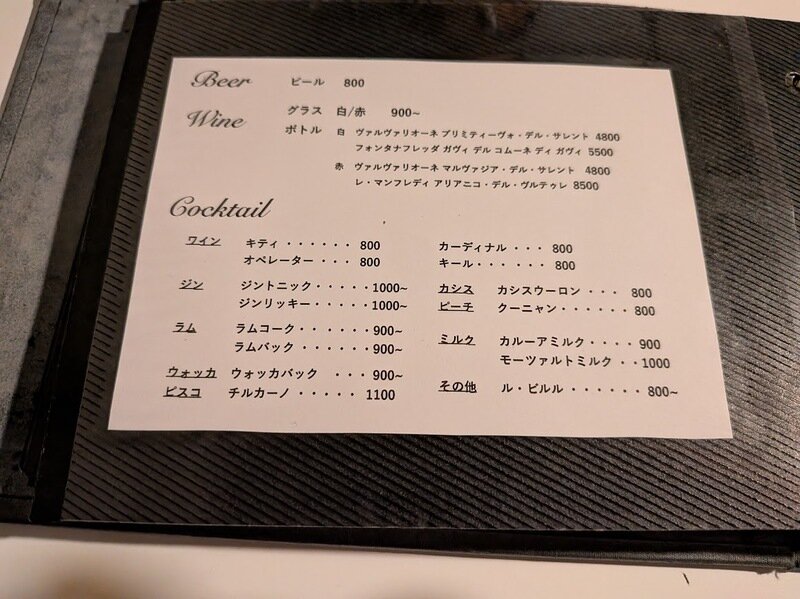 Beer ビール 800
Wine グラス 白/赤 900~
ボトル 白 ヴァルヴァリオーネ プリミティーヴォ・デル・サレント 4800
フォンタナフレッダ ガヴィ デル コムーネ ディ ガヴィ 5500
赤 ヴァルヴァリオーネ マルヴァジア・デル・サレント 4800
レ・マンフレディ アリアニコ・デル・ヴルトゥレ 8500
Cocktail
ワイン キティ ・・・・・・ 800
オペレーター・・・ 800
ジン ジントニック・・・・・1000~
ジンリッキー・・・・・1000~
ラム ラムコーク・・・・・・900~
ラムバック ・・・・・900~
ウォッカ ウォッカバック ・・・900~
ピスコ チルカーノ ・・・・・ 1100
カーディナル ・・・ 800
キール・・・・・・ 800
カシス カシスウーロン ・・・ 800
ピーチ クーニャン・・・・・・800
ミルク カルーアミルク・・・・900
モーツァルトミルク ・・1000
その他 ル・ピルル ・・・・・・800~